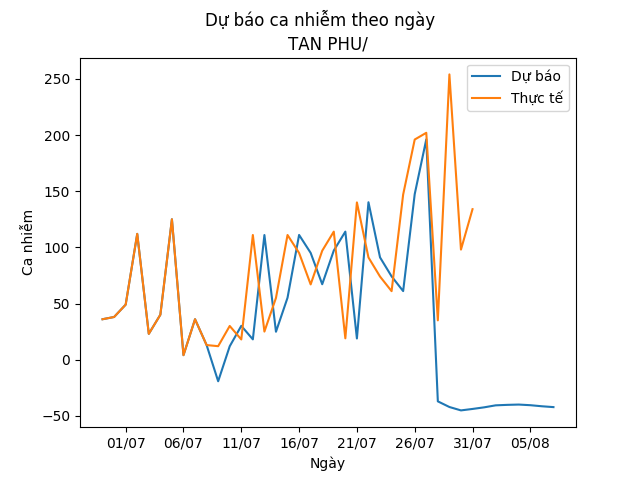 Dự báo ca nhiễm theo ngày
TAN PHU/
Dự báo
Thực tế
Ca nhiễm
250
200
150
100
50
0
−50
01/07 06/07 11/07 16/07 21/07 26/07 31/07 05/08
Ngày